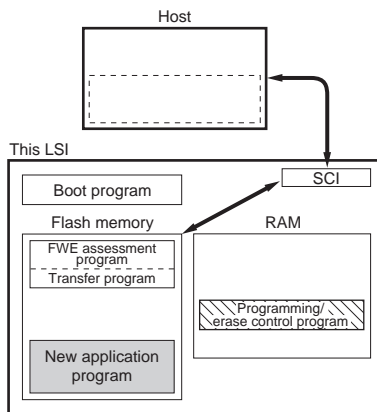 Host
This LSI
SCI
Boot program
Flash memory
RAM
FWE assessment
program
Transfer program
Programming/
erase control program
New application
program